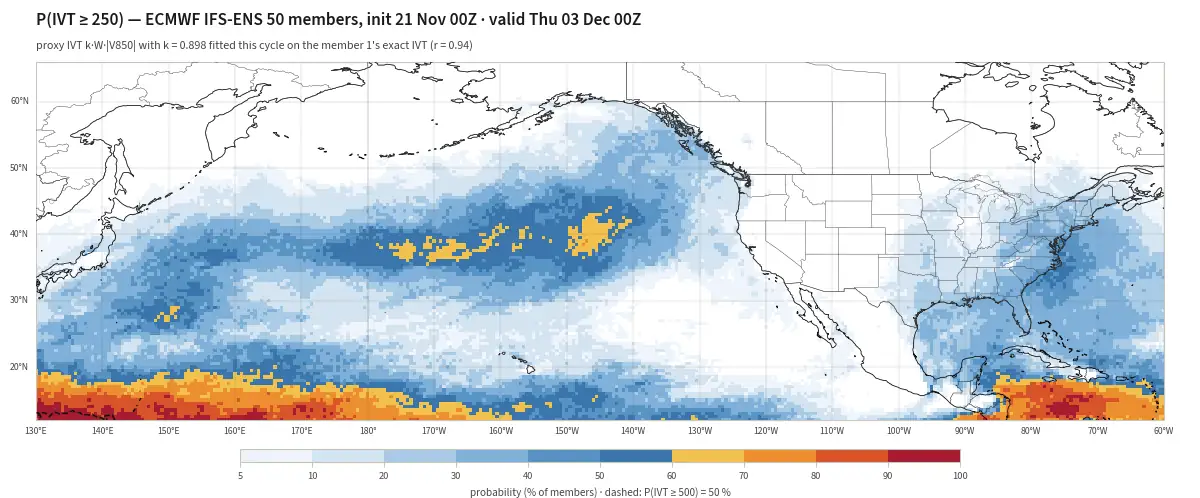 P(IVT ≥ 250) — ECMWF IFS-ENS 50 members, init 21 Nov 00Z · valid Thu 03 Dec 00Z
proxy IVT k·W·|V850| with k = 0.898 fitted this cycle on the member 1's exact IVT (r = 0.94)
60°N
50°N
40°N
30°N
20°N
130°E 140°E 150°E 160°E 170°E 180° 170°W 160°W 150°W 140°W 130°W 120°W 110°W 100°W 90°W 80°W 70°W 60°W
5 10 20 30 40 50 60 70 80 90 100
probability (% of members) · dashed: P(IVT ≥ 500) = 50 %